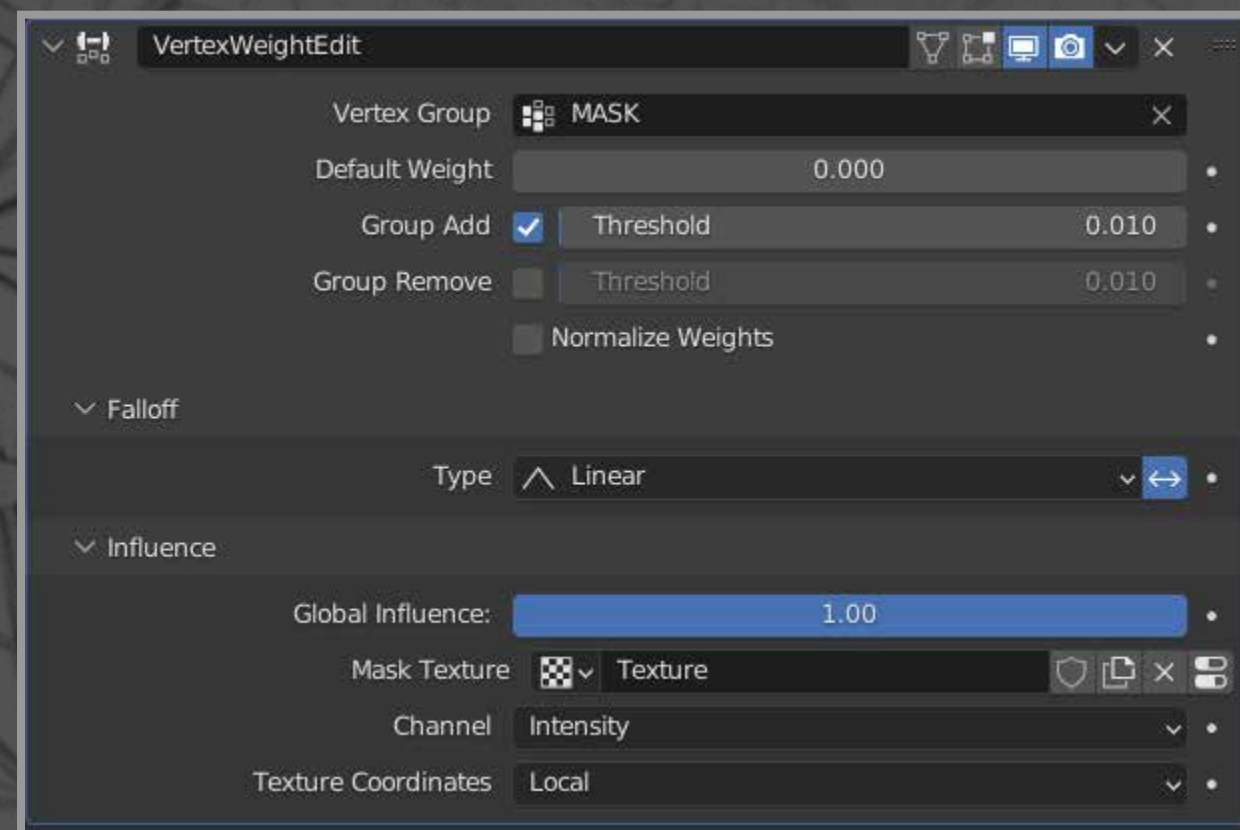 VertexWeightEdit
Vertex Group MASK
Default Weight 0.000
Group Add Threshold 0.010
Group Remove Threshold 0.010
Normalize Weights
Falloff
Type Linear
Influence
Global Influence: 1.00
Mask Texture Texture
Channel Intensity
Texture Coordinates Local